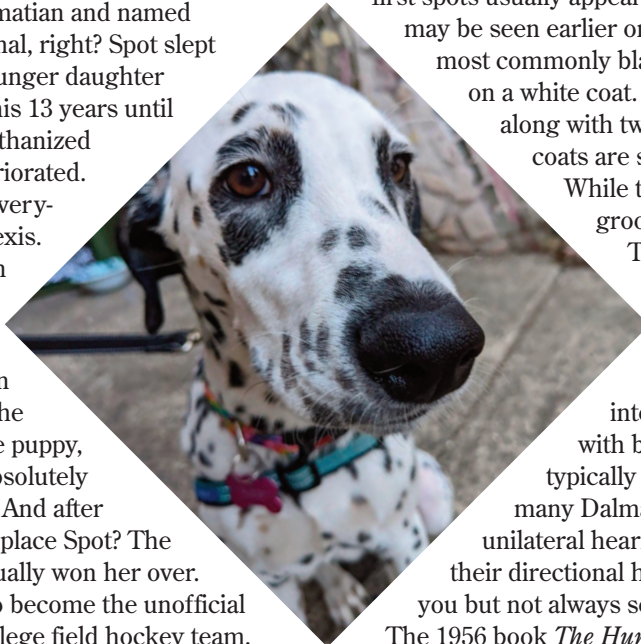 matian and named
nal, right? Spot slept
unger daughter
his 13 years until
thanized
riorated.
very-
exis.
n
n
he
e puppy,
bsolutely
And after
place Spot? The
ually won her over.
o become the unofficial
llege field hockey team.
first spots usually appear
may be seen earlier or
most commonly bla
on a white coat.
along with tw
coats are s
While t
groo
T
inte
with b
typically
many Dalma
unilateral hear
their directional h
you but not always se
The 1956 book The Hun